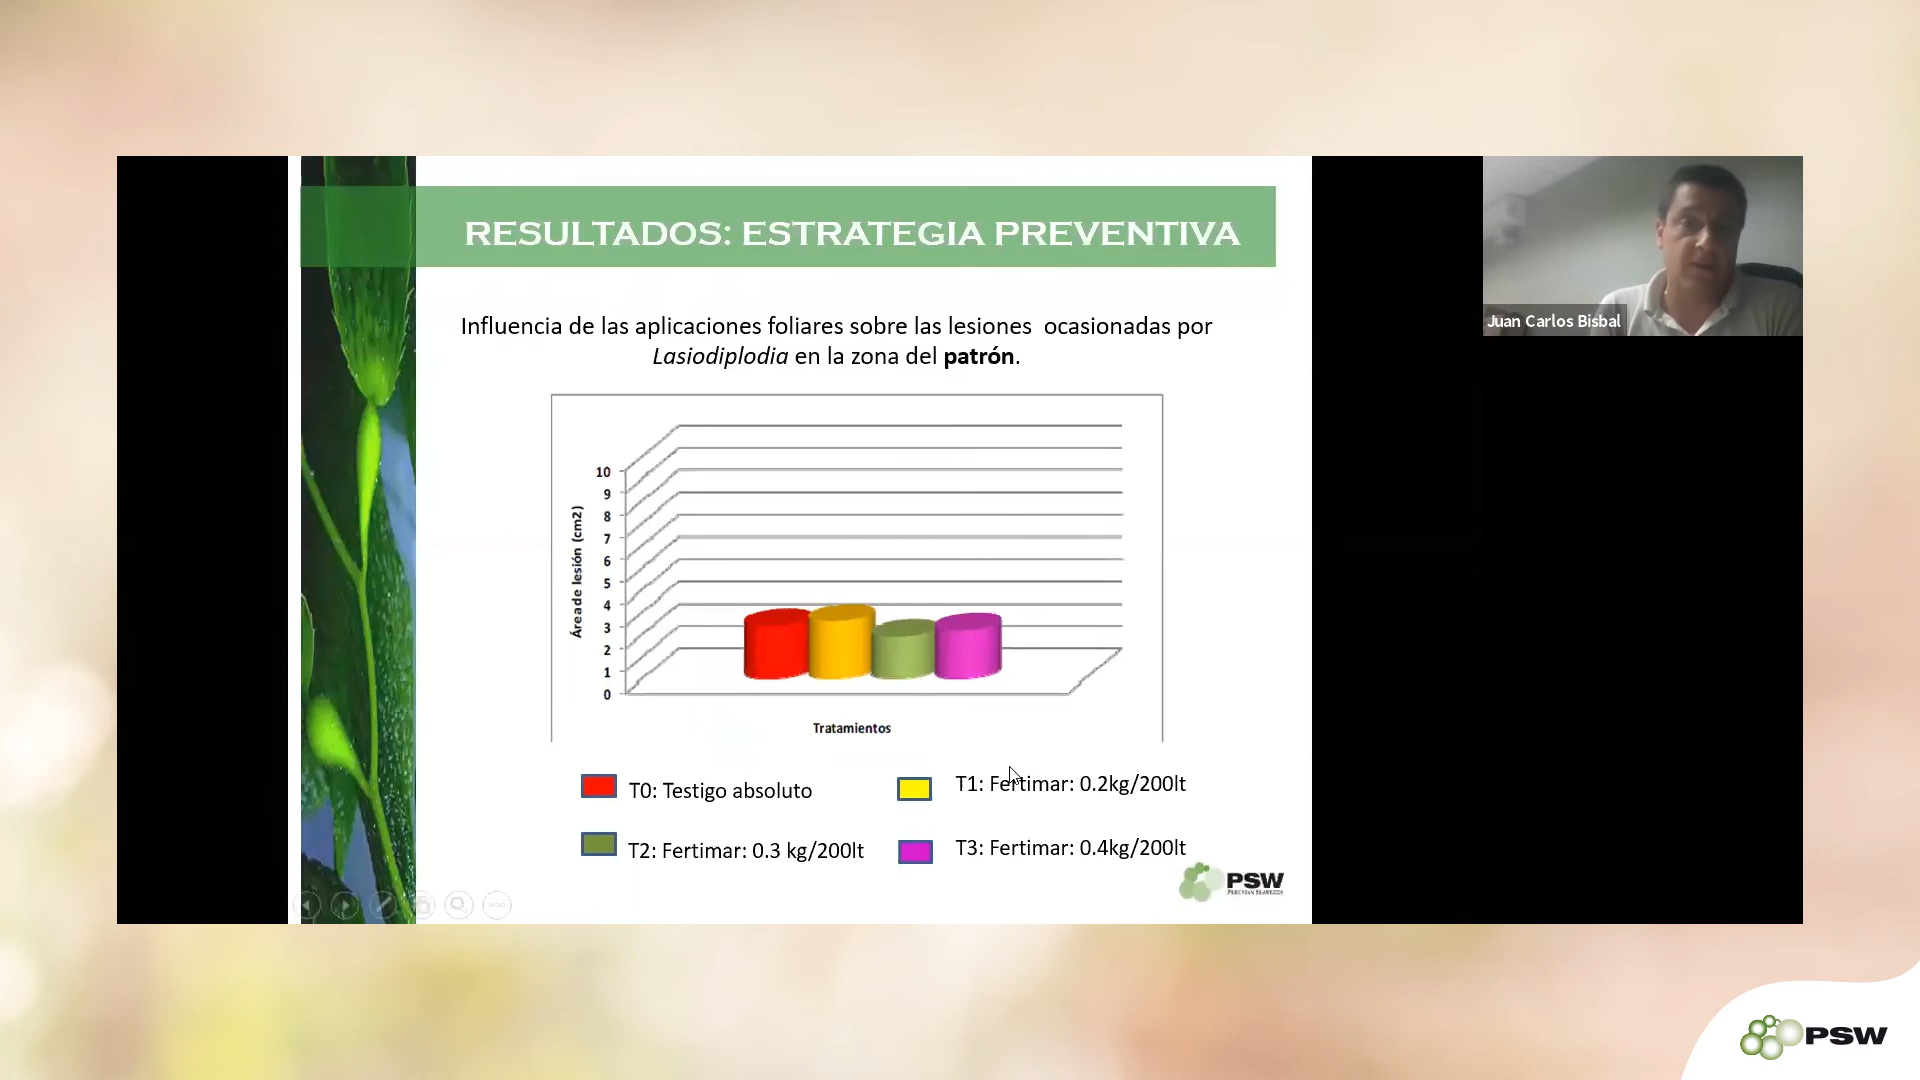 RESULTADOS: ESTRATEGIA PREVENTIVA
Influencia de las aplicaciones foliares sobre las lesiones ocasionadas por
Lasiodiplodia en la zona del patrón.
10
9
8
7
6
5
4
3
2
1
0
Área de lesión (cm2)
Tratamientos
T0: Testigo absoluto
T1: Fertimar: 0.2kg/200lt
T2: Fertimar: 0.3 kg/200lt
T3: Fertimar: 0.4kg/200lt
PSW
PERUVIAN SEAWEEDS
Juan Carlos Bisbal
PSW